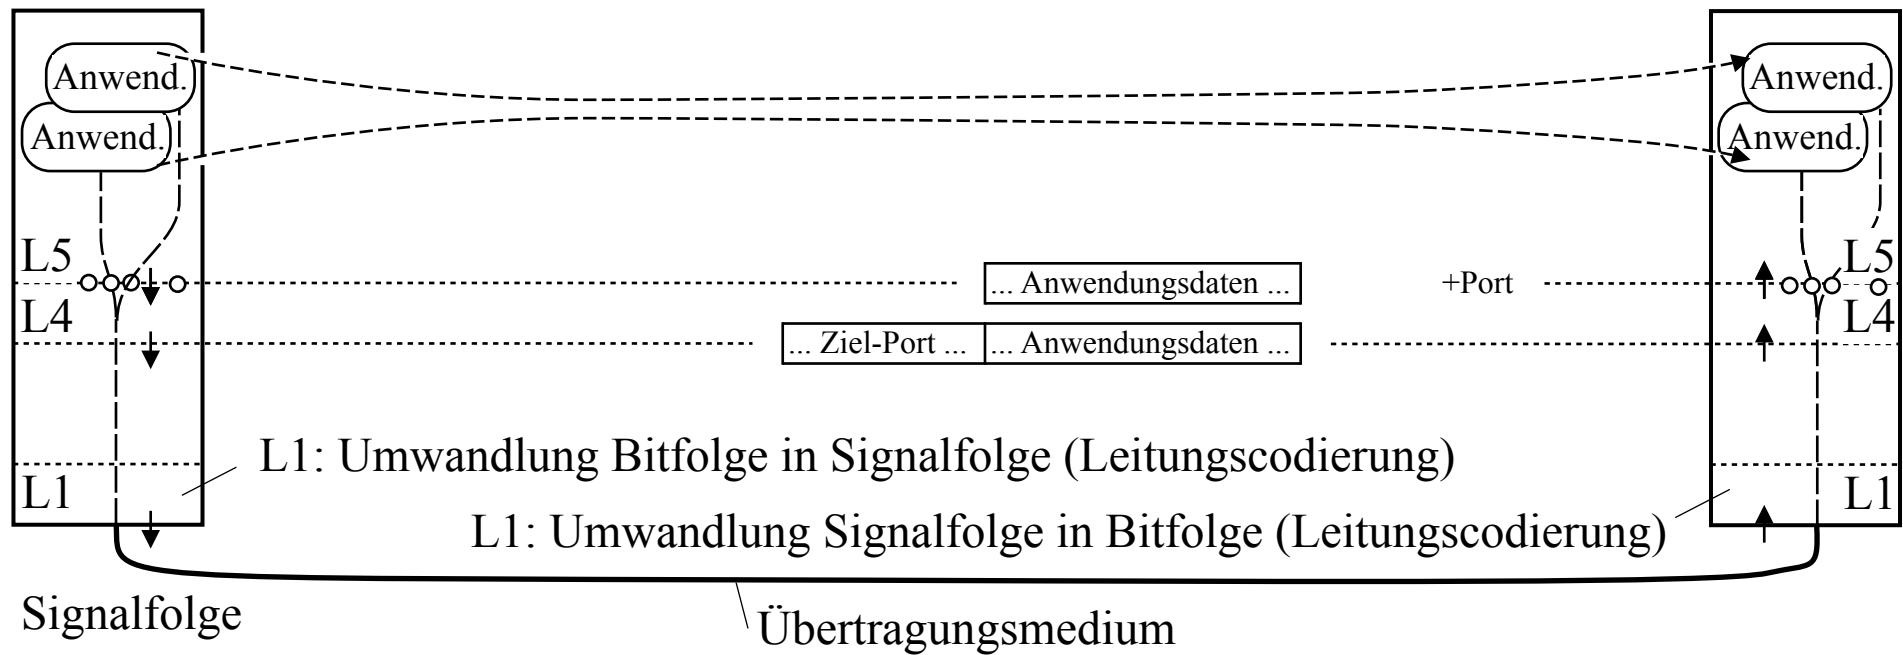 Anwend.
Anwend.
Anwend.
Anwend.
L5
... Anwendungsdaten ...
+Port
L5
L4
... Ziel-Port ...
... Anwendungsdaten ...
L4
L1: Umwandlung Bitfolge in Signalfolge (Leitungscodierung)
L1
L1
L1: Umwandlung Signalfolge in Bitfolge (Leitungscodierung)
Signalfolge
Übertragungsmedium